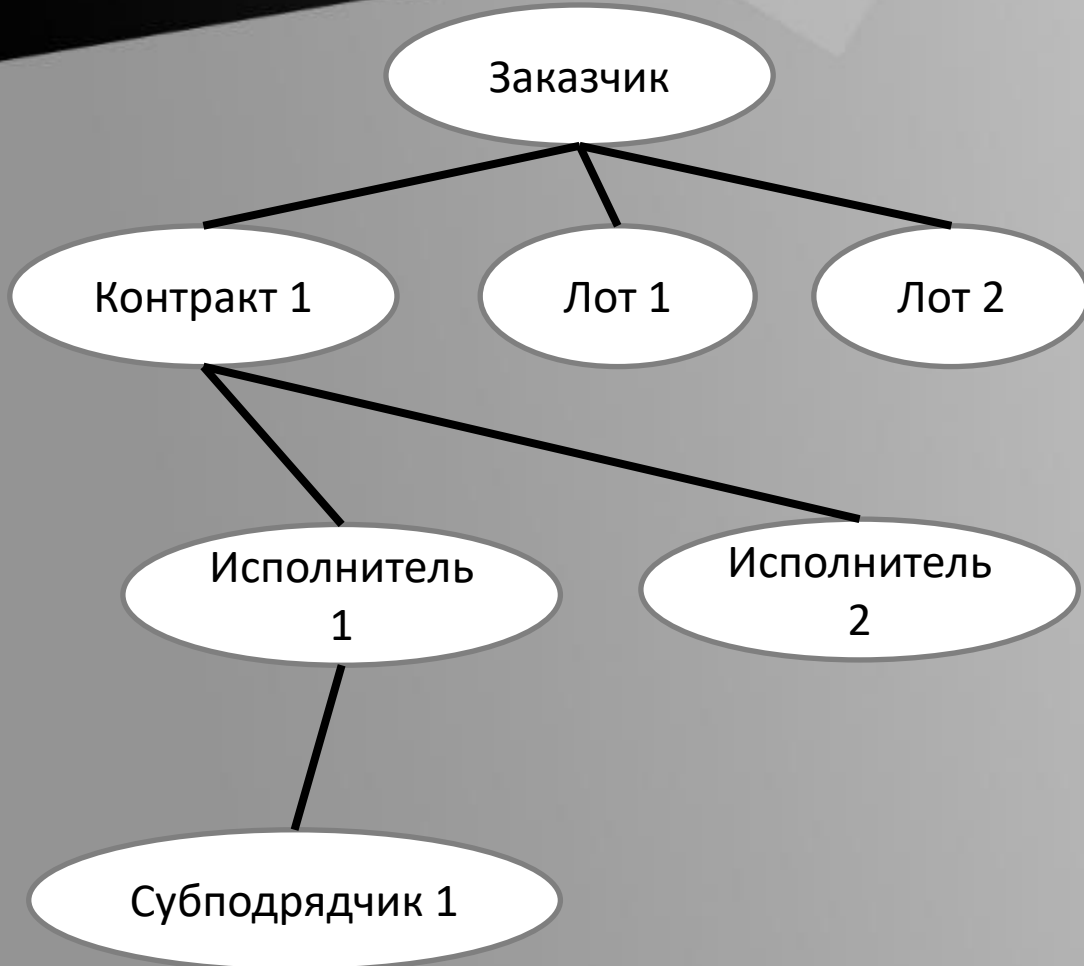 Заказчик
Контракт 1
Лот 1
Лот 2
Исполнитель
1
Исполнитель
2
Субподрядчик 1